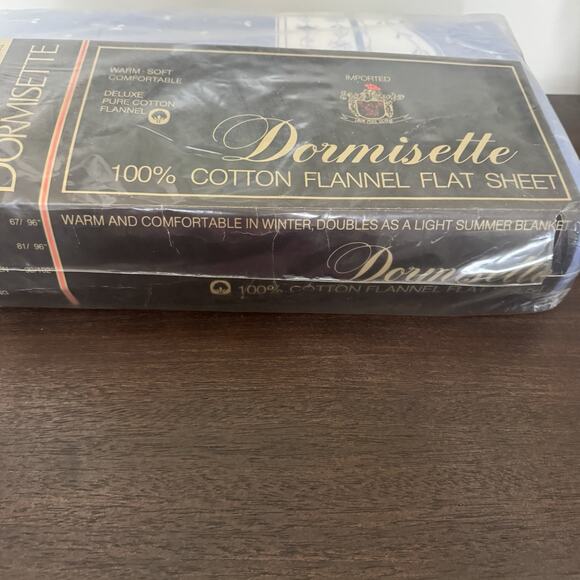 DORMISETTE
WARM · SOFT
COMFORTABLE
DELUXE
PURE COTTON
FLANNEL
IMPORTED
Dormisette
100% COTTON FLANNEL FLAT SHEET
67/ 96"
81/ 96"
WARM AND COMFORTABLE IN WINTER, DOUBLES AS A LIGHT SUMMER BLANKET
Dormisette
100% COTTON FLANNEL FLAT